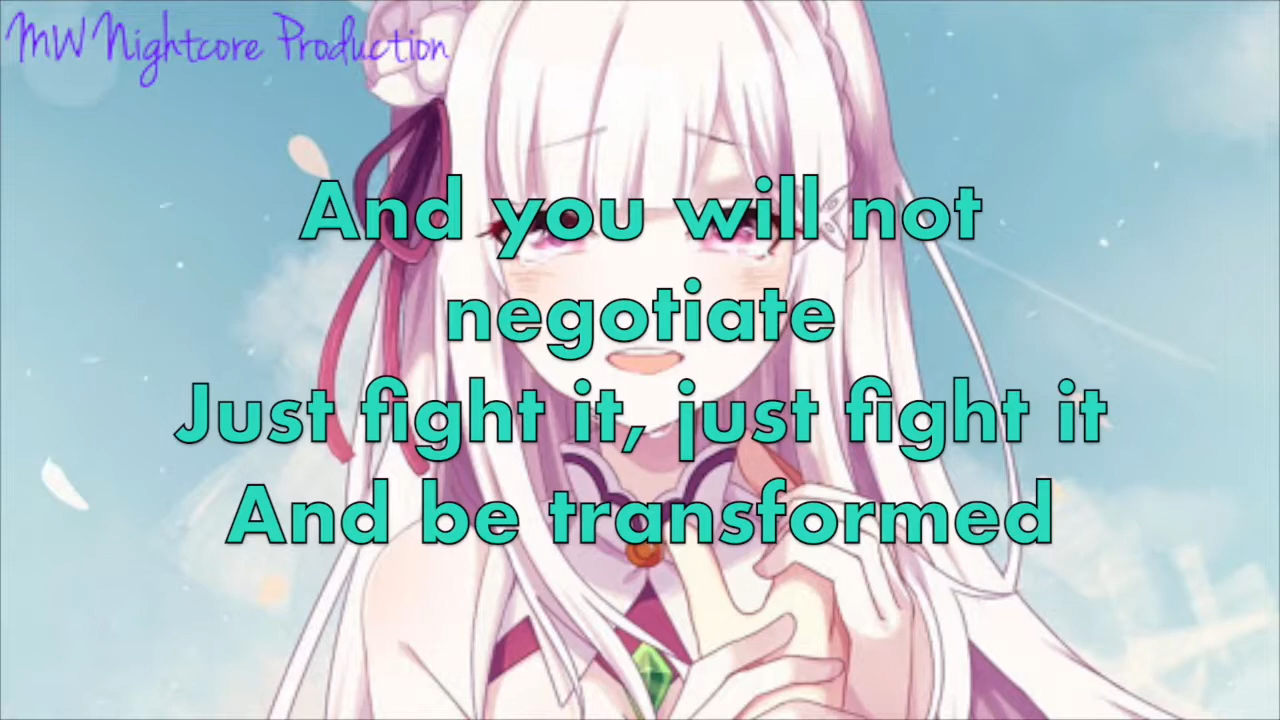 MW Nightcore Production
And you will not
negotiate
Just fight it, just fight it
And be transformed